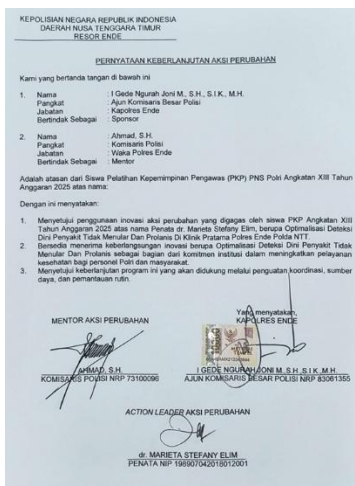 KEPOLISIAN NEGARA REPUBLIK INDONESIA
DAERAH NUSA TENGGARA TIMUR
RESOR ENDE
PERNYATAAN KEBERLANJUTAN AKSI PERUBAHAN
Kami yang bertanda tangan di bawah ini
1. Nama : I Gede Ngurah Joni M., S.H., S.I.K., M.H.
Pangkat : Ajun Komisaris Besar Polisi
Jabatan : Kapolres Ende
Bertindak Sebagai : Sponsor
2. Nama : Ahmad, S.H.
Pangkat : Komisaris Polisi
Jabatan : Waka Polres Ende
Bertindak Sebagai : Mentor
Adalah atasan dari Siswa Pelatihan Kepemimpinan Pengawas (PKP) PNS Polri Angkatan XIII Tahun
Anggaran 2025 atas nama:
Dengan ini menyatakan:
1. Menyetujui penggunaan inovasi aksi perubahan yang digagas oleh siswa PKP Angkatan XIII
Tahun Anggaran 2025 atas nama Penata dr. Marieta Stefany Elim, berupa Optimalisasi Deteksi
Dini Penyakit Tidak Menular Dan Prolanis Di Klinik Pratama Polres Ende Polda NTT.
2. Bersedia menerima keberlangsungan inovasi berupa Optimalisasi Deteksi Dini Penyakit Tidak
Menular Dan Prolanis sebagai bagian dari komitmen institusi dalam meningkatkan pelayanan
kesehatan bagi personel Polri dan masyarakat.
3. Menyetujui keberlanjutan program ini yang akan didukung melalui penguatan koordinasi, sumber
daya, dan pemantauan rutin.
Yang menyatakan,
MENTOR AKSI PERUBAHAN KAPOLRES ENDE
AHMAD, S.H. I GEDE NGURAH JONI M.,S.H.,S.I.K.,M.H.
KOMISARIS POLISI NRP 73100096 AJUN KOMISARIS BESAR POLISI NRP 83061355
ACTION LEADER AKSI PERUBAHAN
dr. MARIETA STEFANY ELIM
PENATA NIP 198907042018012001